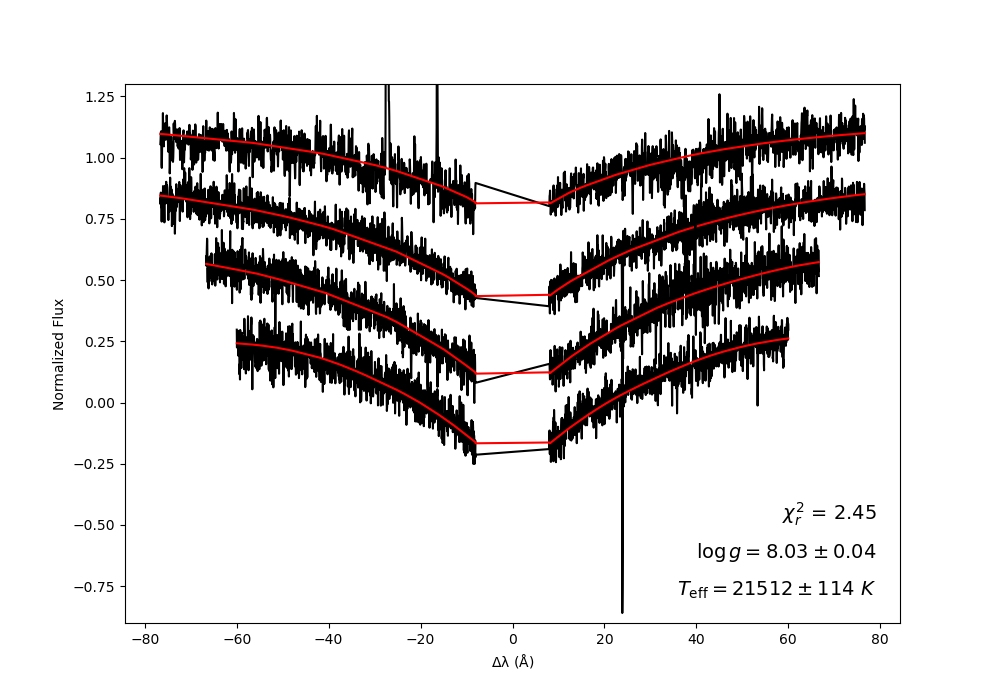 1.25
1.00
0.75
0.50
0.25
0.00
−0.25
−0.50
−0.75
Normalized Flux
χ²ᵣ = 2.45
log g = 8.03 ± 0.04
T_eff = 21512 ± 114 K
−80 −60 −40 −20 0 20 40 60 80
Δλ (Å)